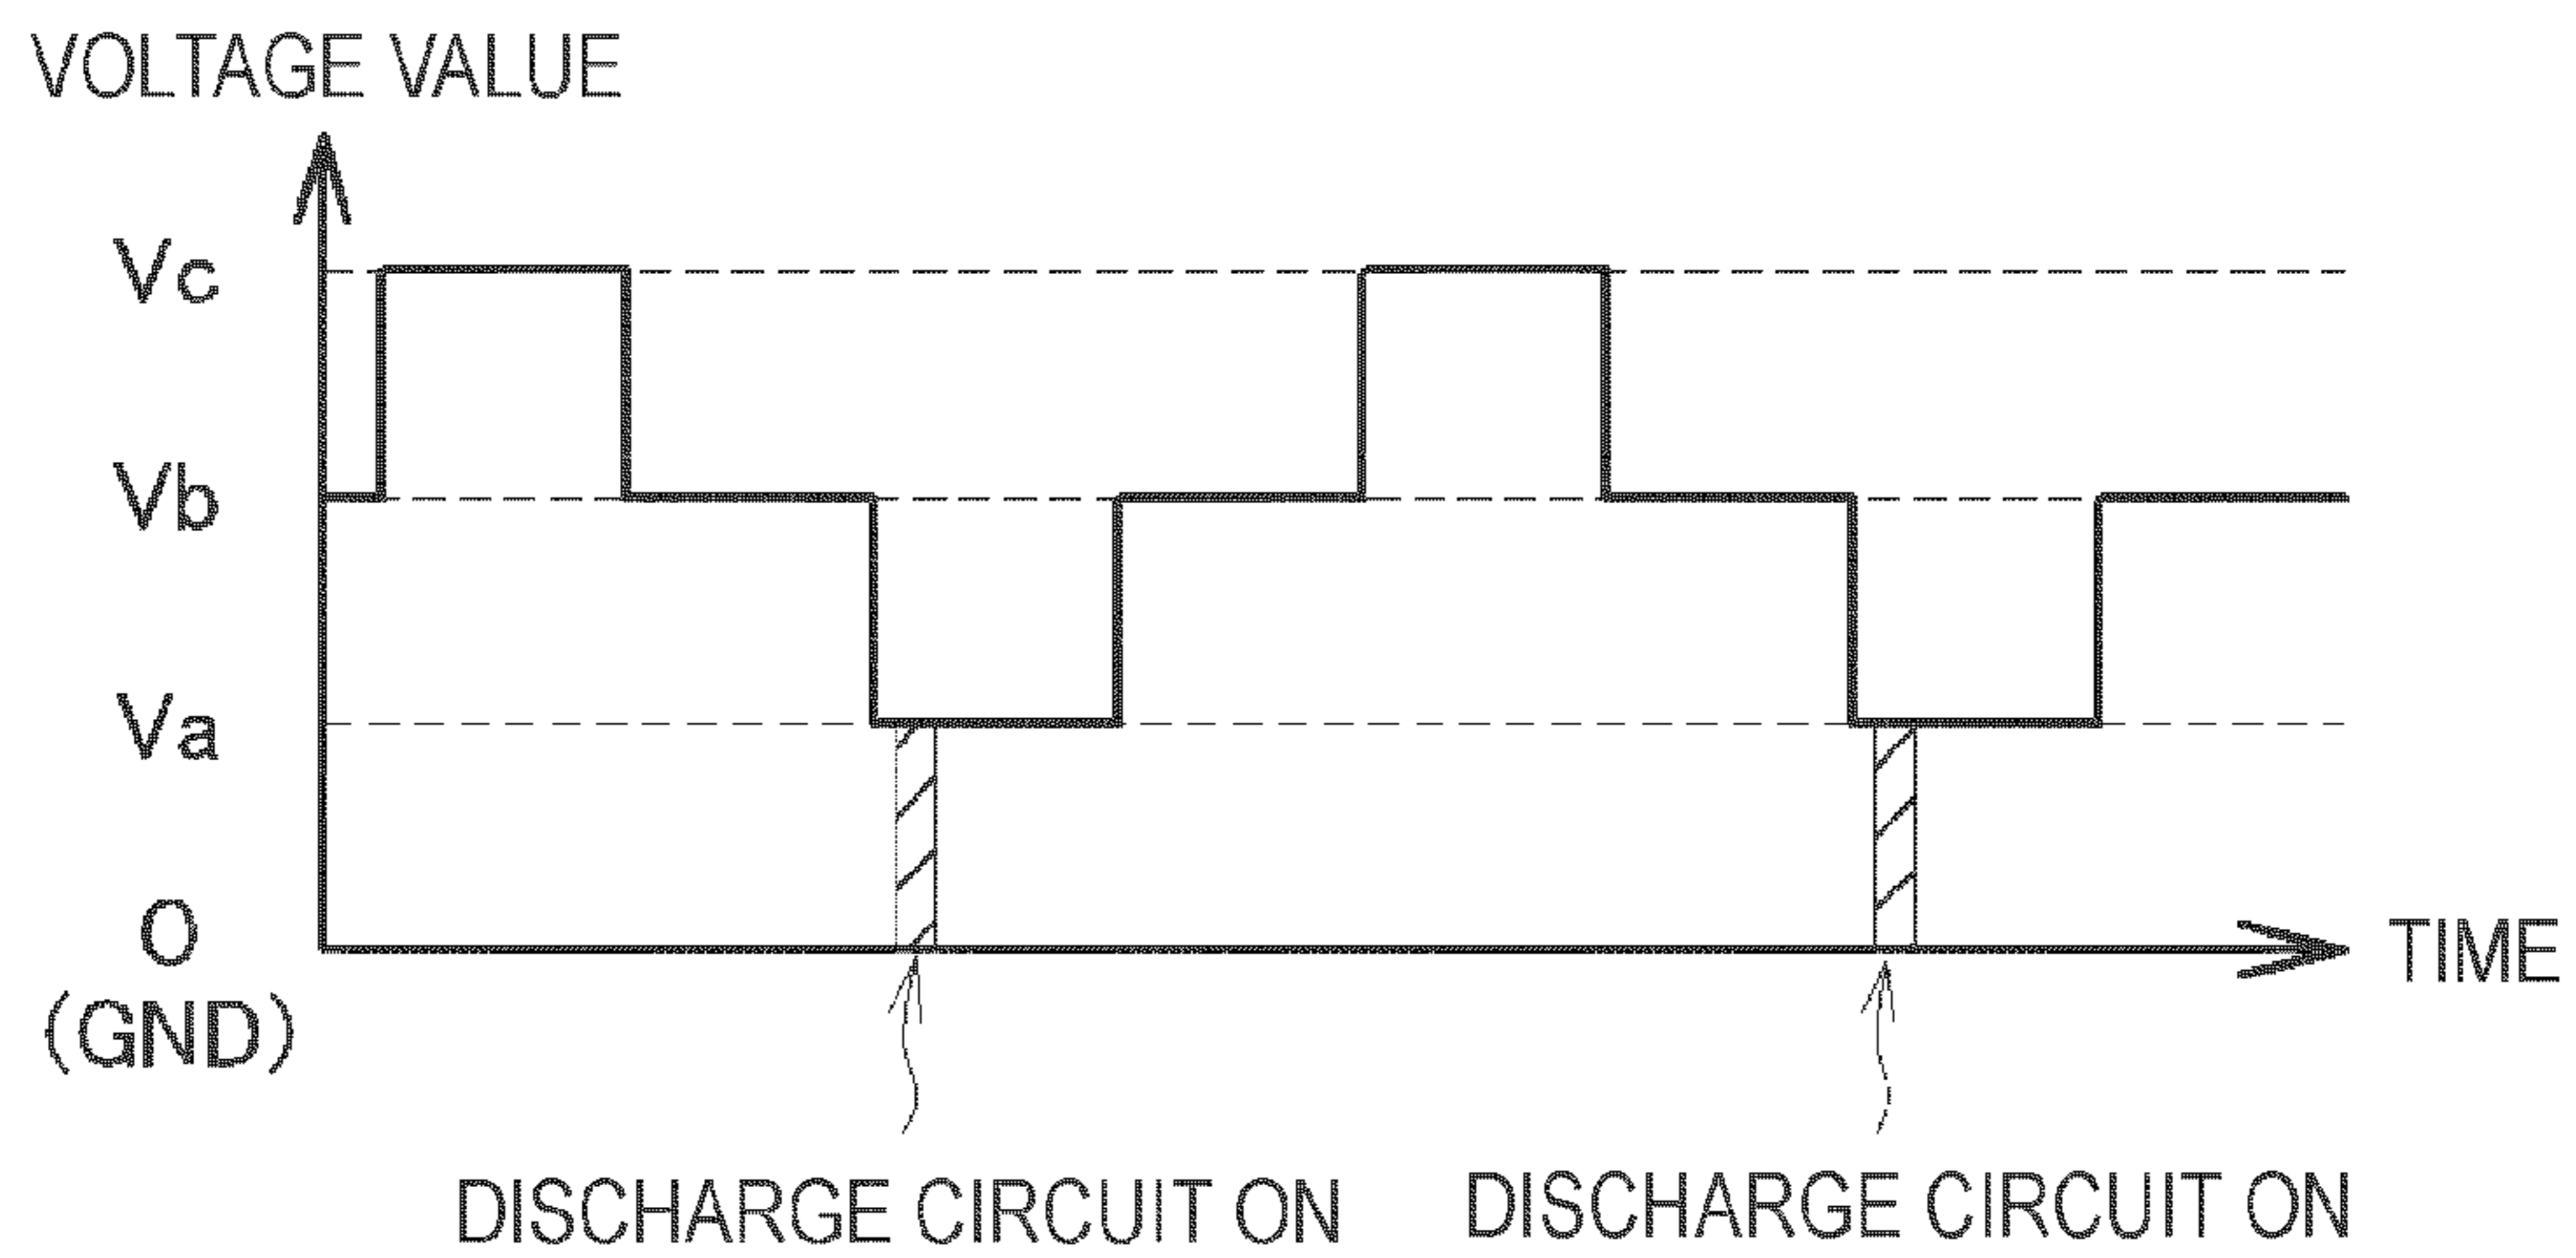 VOLTAGE VALUE
Vc
Vb
Va
O
(GND)
TIME
DISCHARGE CIRCUIT ON
DISCHARGE CIRCUIT ON